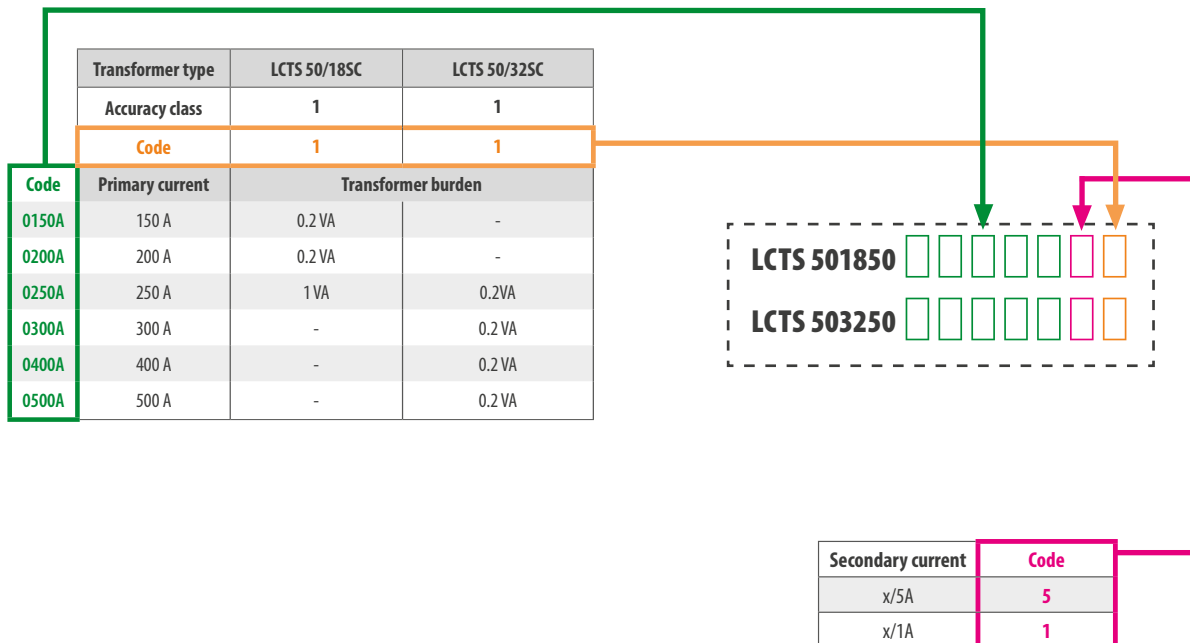 Transformer type LCTS 50/18SC LCTS 50/32SC
Accuracy class 1 1
Code 1 1
Code Primary current Transformer burden
0150A 150 A 0.2 VA -
0200A 200 A 0.2 VA -
0250A 250 A 1 VA 0.2VA
0300A 300 A - 0.2 VA
0400A 400 A - 0.2 VA
0500A 500 A - 0.2 VA
LCTS 501850
LCTS 503250
Secondary current Code
x/5A 5
x/1A 1